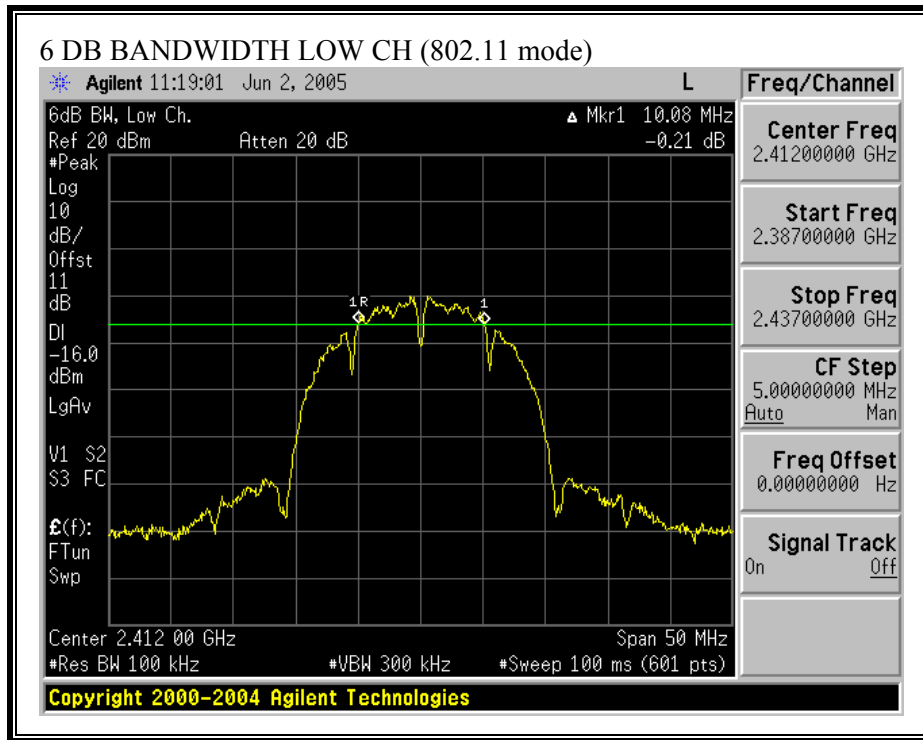 6 DB BANDWIDTH LOW CH (802.11 mode)
Agilent 11:19:01 Jun 2, 2005 L
Freq/Channel
6dB BW, Low Ch. Δ Mkr1 10.08 MHz
Ref 20 dBm Atten 20 dB -0.21 dB
#Peak
Log
10
dB/
Offst
11
dB
DI
-16.0
dBm
LgAv
V1 S2
S3 FC
£(f):
FTun
Swp
1R
1
Center 2.412 00 GHz Span 50 MHz
#Res BW 100 kHz #VBW 300 kHz #Sweep 100 ms (601 pts)
Center Freq
2.41200000 GHz
Start Freq
2.38700000 GHz
Stop Freq
2.43700000 GHz
CF Step
5.00000000 MHz
Auto Man
Freq Offset
0.00000000 Hz
Signal Track
On Off
Copyright 2000-2004 Agilent Technologies